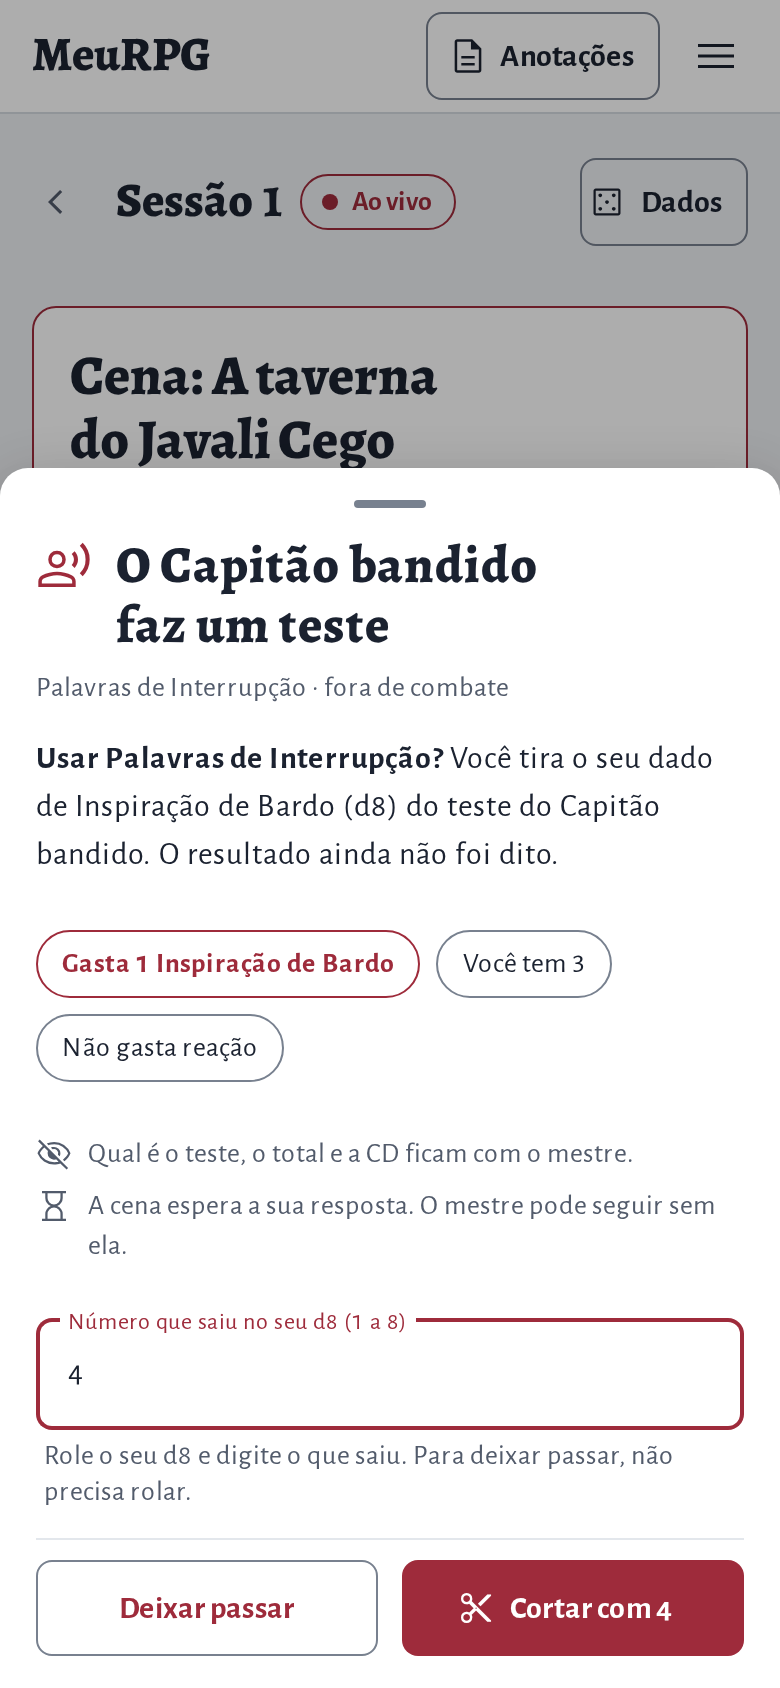 MeuRPG
Anotações
Sessão 1
Ao vivo
Dados
Cena: A taverna
do Javali Cego
O Capitão bandido
faz um teste
Palavras de Interrupção · fora de combate
Usar Palavras de Interrupção? Você tira o seu dado
de Inspiração de Bardo (d8) do teste do Capitão
bandido. O resultado ainda não foi dito.
Gasta 1 Inspiração de Bardo
Você tem 3
Não gasta reação
Qual é o teste, o total e a CD ficam com o mestre.
A cena espera a sua resposta. O mestre pode seguir sem
ela.
Número que saiu no seu d8 (1 a 8)
4
Role o seu d8 e digite o que saiu. Para deixar passar, não
precisa rolar.
Deixar passar
Cortar com 4